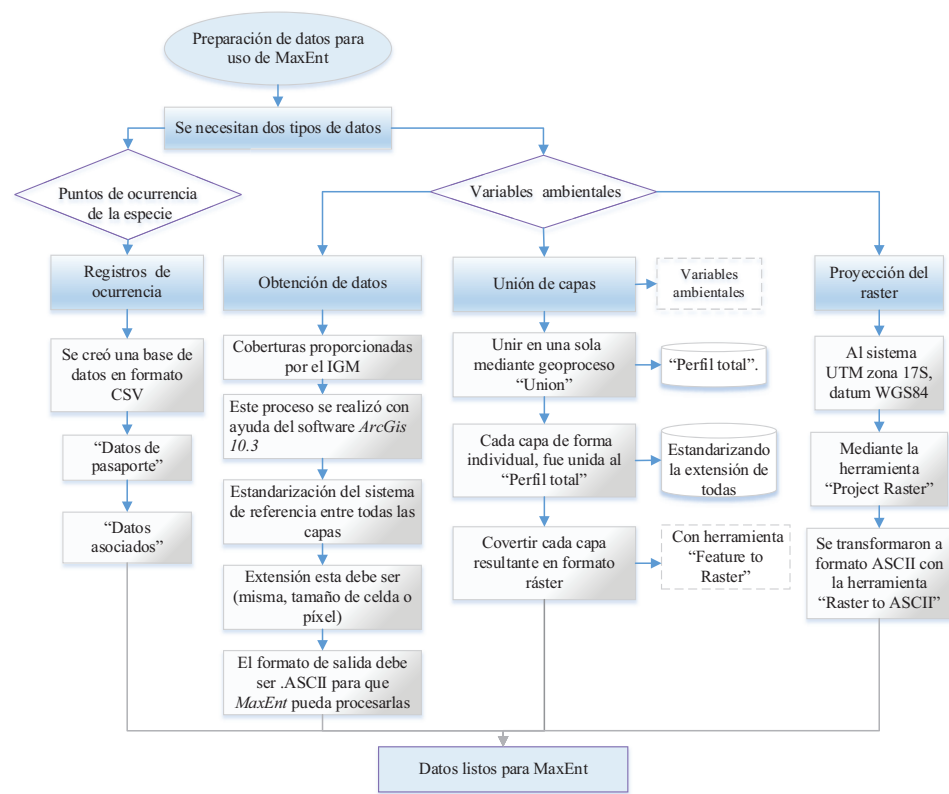 Preparación de datos para
uso de MaxEnt
Se necesitan dos tipos de datos
Puntos de ocurrencia
de la especie
Variables ambientales
Registros de
ocurrencia
Se creó una base de
datos en formato
CSV
“Datos de
pasaporte”
“Datos
asociados”
Obtención de datos
Coberturas proporcionadas
por el IGM
Este proceso se realizó con
ayuda del software ArcGis
10.3
Estandarización del sistema
de referencia entre todas las
capas
Extensión esta debe ser
(misma, tamaño de celda o
píxel)
El formato de salida debe
ser .ASCII para que
MaxEnt pueda procesarlas
Unión de capas
Variables
ambientales
Unir en una sola
mediante geoproceso
“Union”
“Perfil total”.
Cada capa de forma
individual, fue unida al
“Perfil total”
Estandarizando
la extensión de
todas
Covertir cada capa
resultante en formato
ráster
Con herramienta
“Feature to
Raster”
Proyección del
raster
Al sistema
UTM zona 17S,
datum WGS84
Mediante la
herramienta
“Project Raster”
Se transformaron a
formato ASCII con
la herramienta
“Raster to ASCII”
Datos listos para MaxEnt